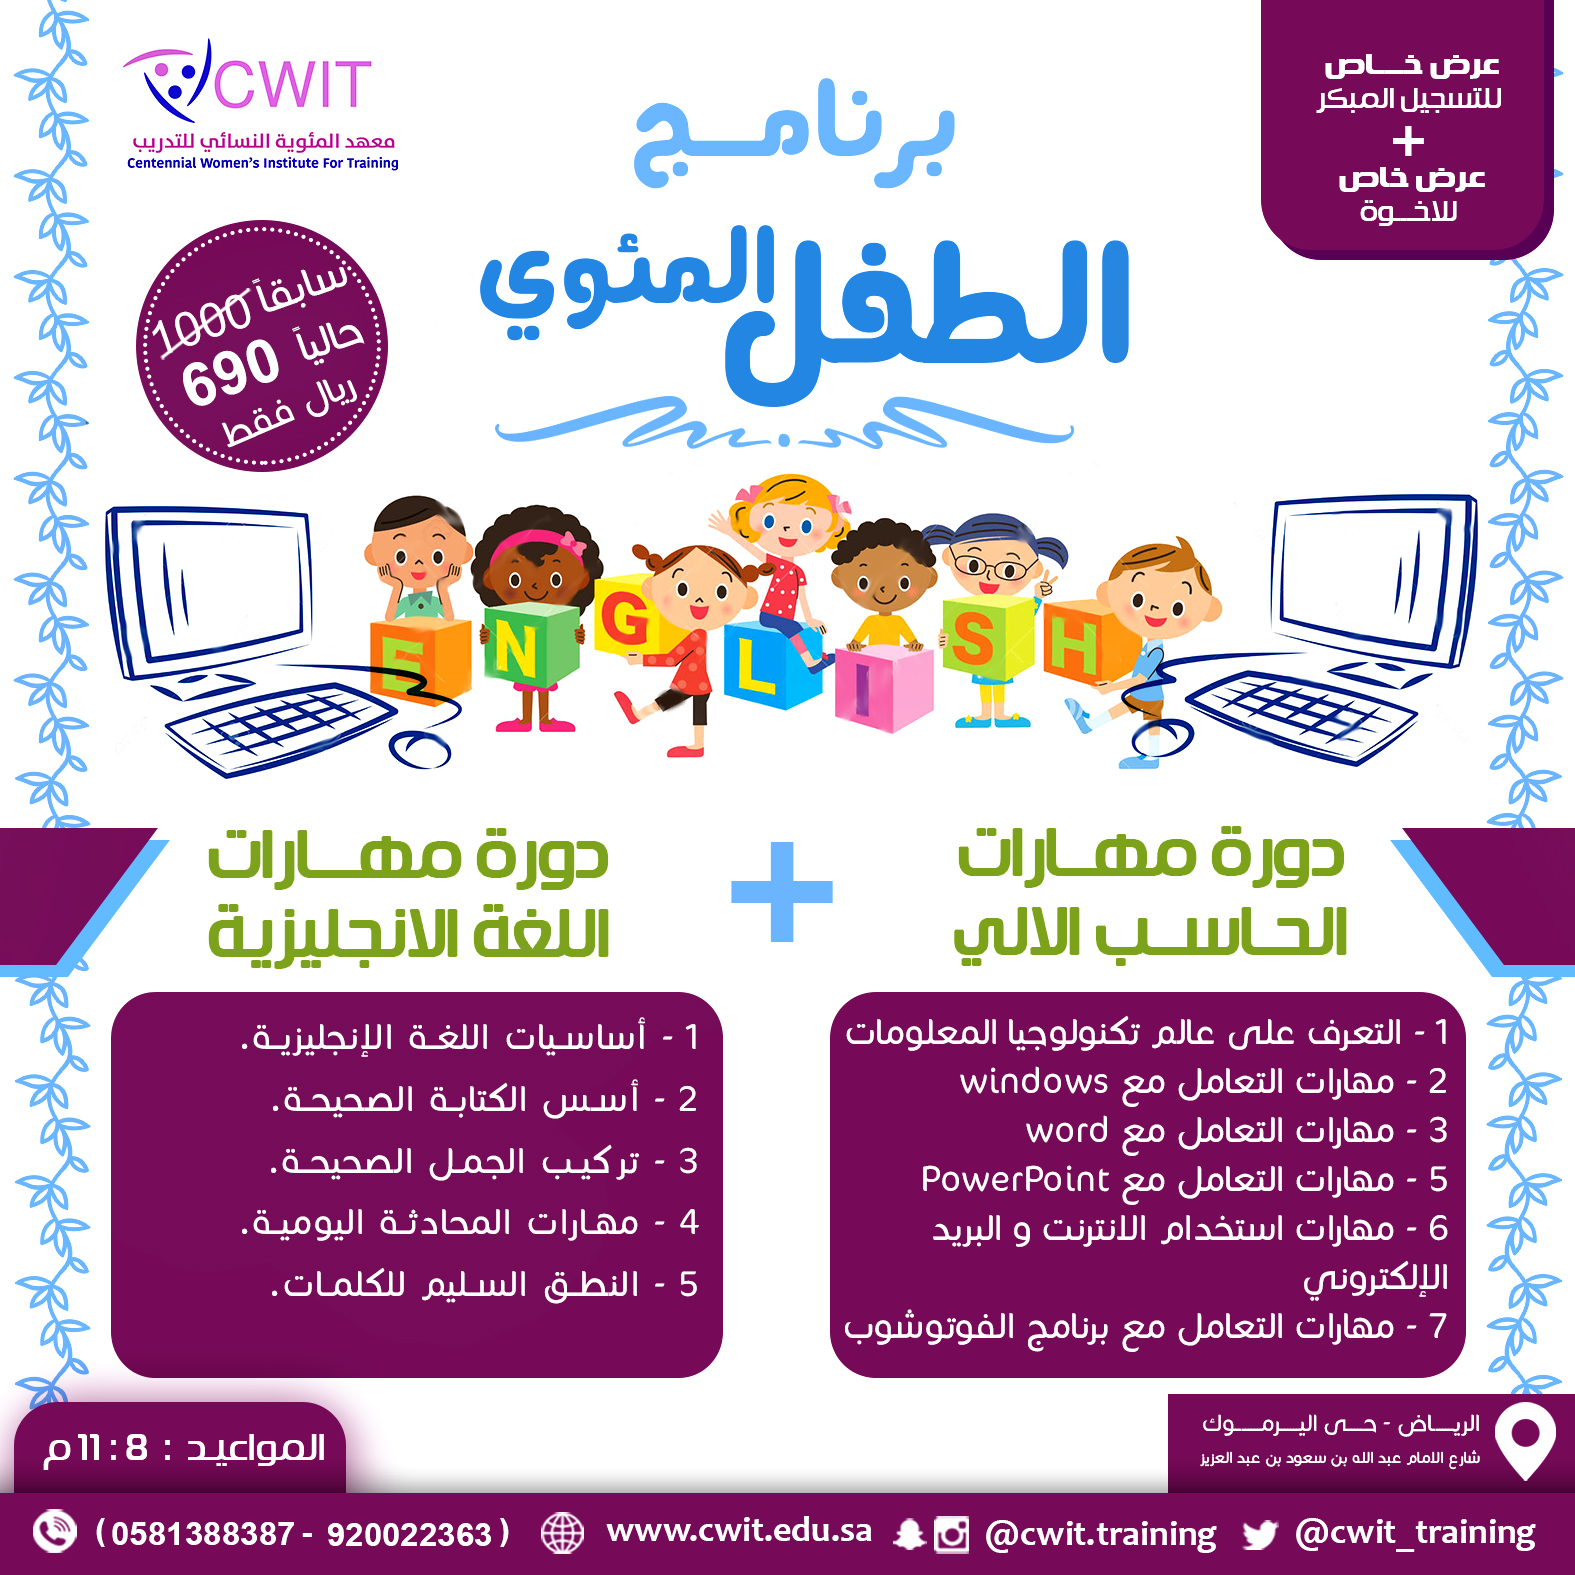 CWIT
معهد المئوية النسائي للتدريب
Centennial Women's Institute For Training
عرض خاص
للتسجيل المبكر
+
عرض خاص
للاخوة
برنامج
الطفل المئوي
سابقاً 1000
حالياً 690
ريال فقط
ENGLISH
دورة مهارات
الحاسب الالي
+
دورة مهارات
اللغة الانجليزية
1 - التعرف على عالم تكنولوجيا المعلومات
2 - مهارات التعامل مع windows
3 - مهارات التعامل مع word
5 - مهارات التعامل مع PowerPoint
6 - مهارات استخدام الانترنت و البريد
الإلكتروني
7 - مهارات التعامل مع برنامج الفوتوشوب
1 - أساسيات اللغة الإنجليزية.
2 - أسس الكتابة الصحيحة.
3 - تركيب الجمل الصحيحة.
4 - مهارات المحادثة اليومية.
5 - النطق السليم للكلمات.
الرياض - حى اليرموك
شارع الامام عبد الله بن سعود بن عبد العزيز
المواعيد : 8 : 11 م
(0581388387 - 920022363)
www.cwit.edu.sa
@cwit.training
@cwit_training